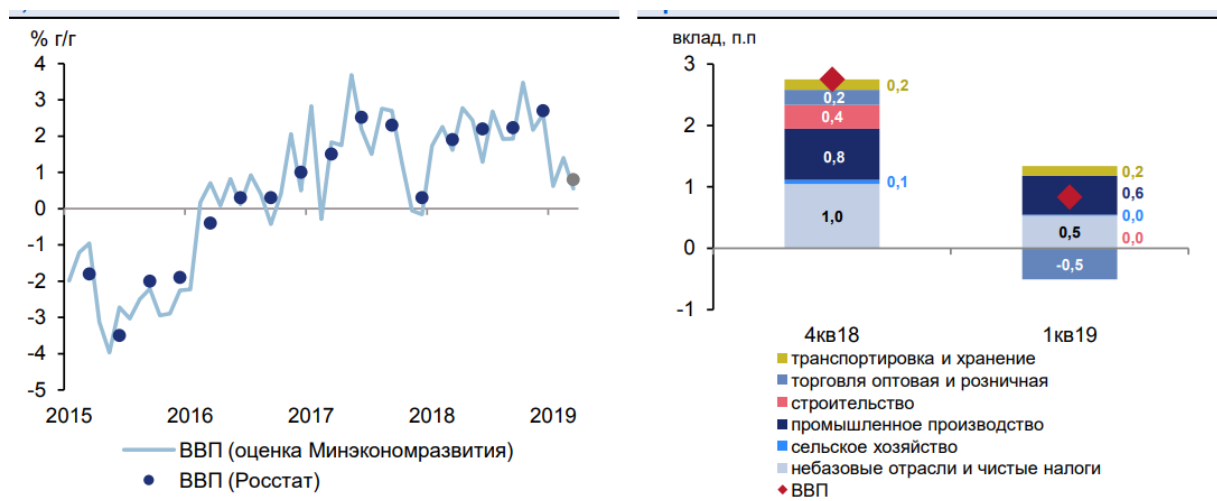 % г/г
4
3
2
1
0
-1
-2
-3
-4
-5
2015 2016 2017 2018 2019
ВВП (оценка Минэкономразвития)
ВВП (Росстат)
вклад, п.п
3
2
1
0
-1
0,2
0,2
0,4
0,8
0,1
1,0
0,2
0,6
0,0
0,5
0,0
-0,5
4кв18 1кв19
транспортировка и хранение
торговля оптовая и розничная
строительство
промышленное производство
сельское хозяйство
небазовые отрасли и чистые налоги
ВВП